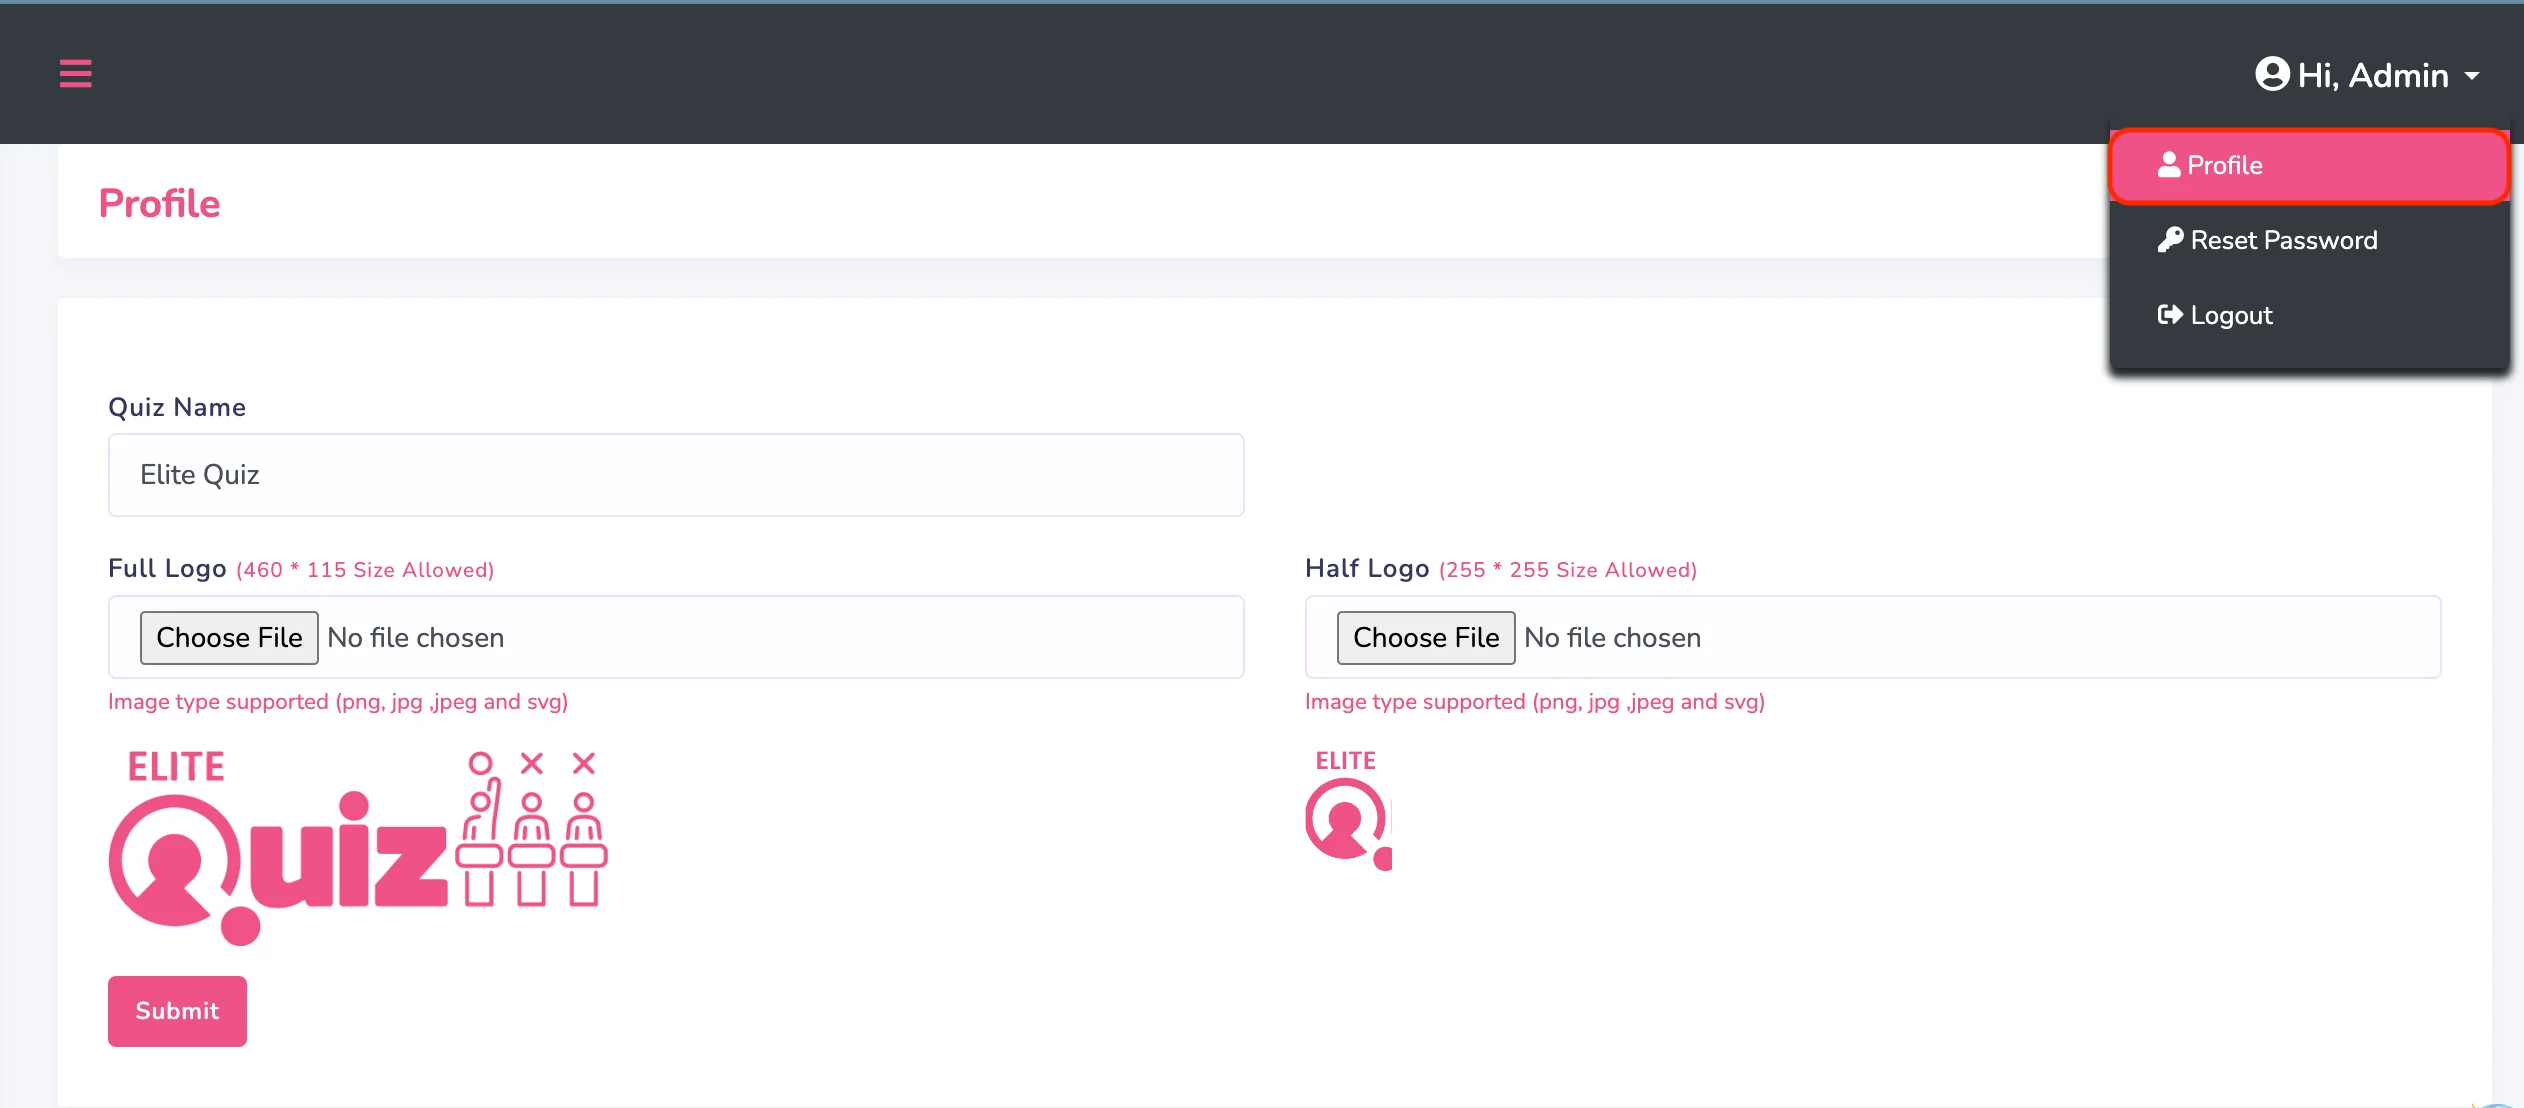 Hi, Admin
Profile
Reset Password
Logout
Profile
Quiz Name
Elite Quiz
Full Logo (460 * 115 Size Allowed)
Choose File No file chosen
Image type supported (png, jpg ,jpeg and svg)
ELITE
Quiz
Half Logo (255 * 255 Size Allowed)
Choose File No file chosen
Image type supported (png, jpg ,jpeg and svg)
ELITE
Q
Submit